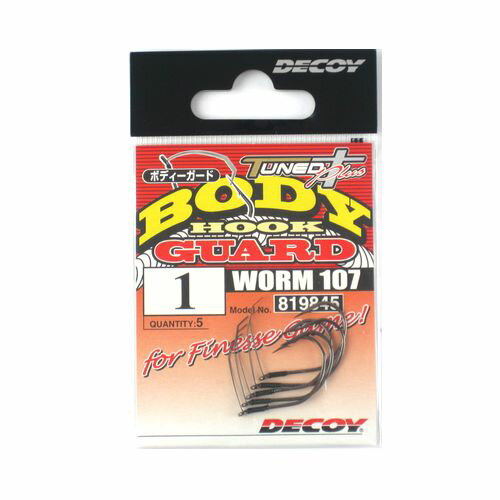 DECOY
TUNED Plus
ボディーガード
BODY
HOOK
GUARD
1
WORM 107
Model No. 819845
QUANTITY:5
for Finesse Game!
DECOY